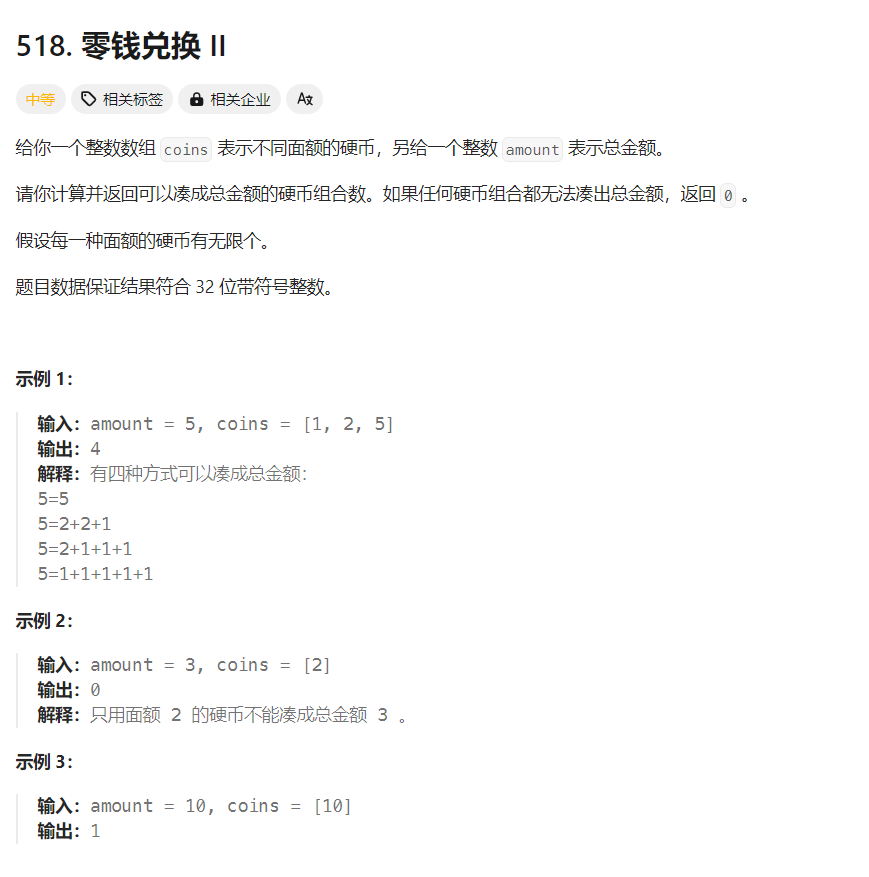 518. 零钱兑换 II
中等 相关标签 相关企业 A文
给你一个整数数组 coins 表示不同面额的硬币，另给一个整数 amount 表示总金额。
请你计算并返回可以凑成总金额的硬币组合数。如果任何硬币组合都无法凑出总金额，返回 0 。
假设每一种面额的硬币有无限个。
题目数据保证结果符合 32 位带符号整数。
示例 1：
输入：amount = 5, coins = [1, 2, 5]
输出：4
解释：有四种方式可以凑成总金额：
5=5
5=2+2+1
5=2+1+1+1
5=1+1+1+1+1
示例 2：
输入：amount = 3, coins = [2]
输出：0
解释：只用面额 2 的硬币不能凑成总金额 3 。
示例 3：
输入：amount = 10, coins = [10]
输出：1